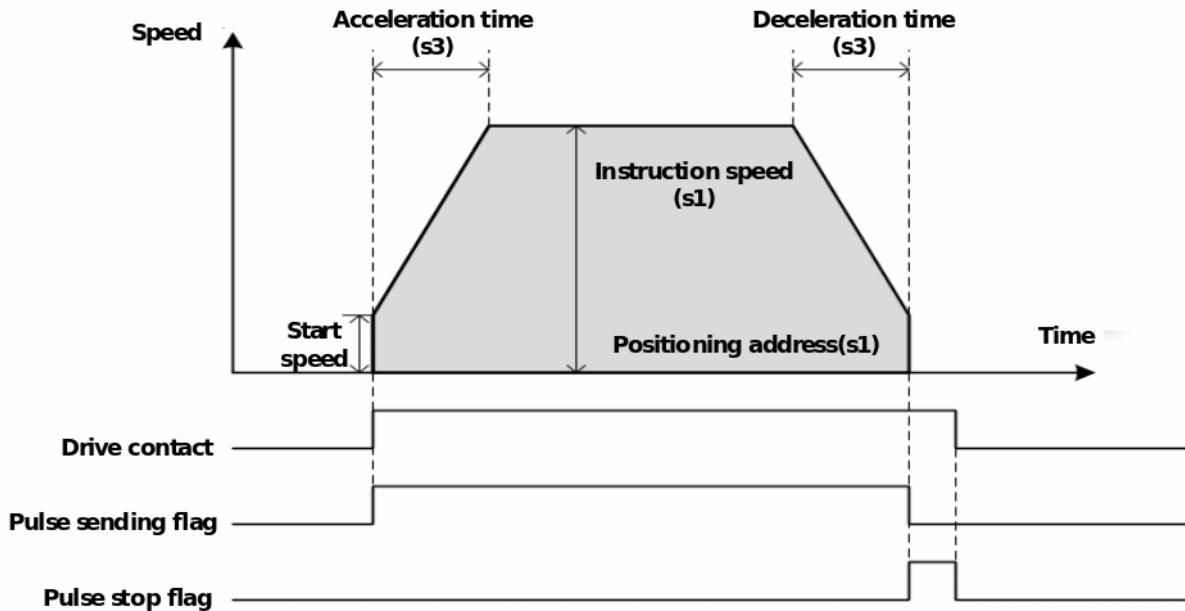 Acceleration time
(s3)
Deceleration time
(s3)
Speed
Instruction speed
(s1)
Start
speed
Positioning address(s1)
Time
Drive contact
Pulse sending flag
Pulse stop flag